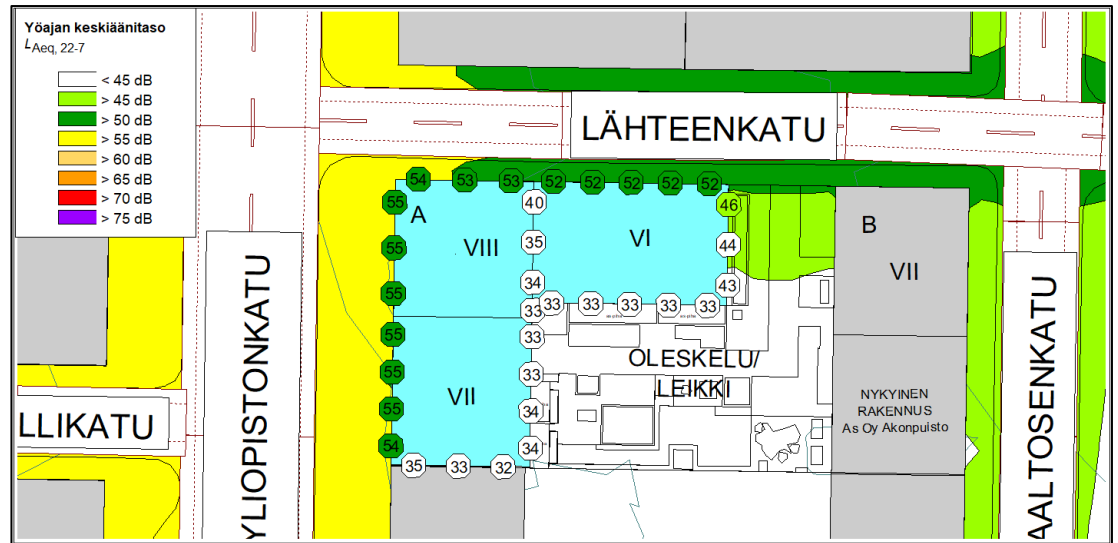 Yöajan keskiäänitaso
LAeq, 22-7
< 45 dB
> 45 dB
> 50 dB
> 55 dB
> 60 dB
> 65 dB
> 70 dB
> 75 dB
LÄHTEENKATU
54 53 53 52 52 52 52 52
55 40 46
A
B
VIII
VI
VII
55 35 44
55 34 43
33 33 33 33 33 33
55 33
OLESKELU/
LEIKKI
55 33
VII
NYKYINEN
RAKENNUS
As Oy Akonpuisto
55 34
54 34
35 33 32
LLIKATU
YLIOPISTONKATU
AALTOSENKATU